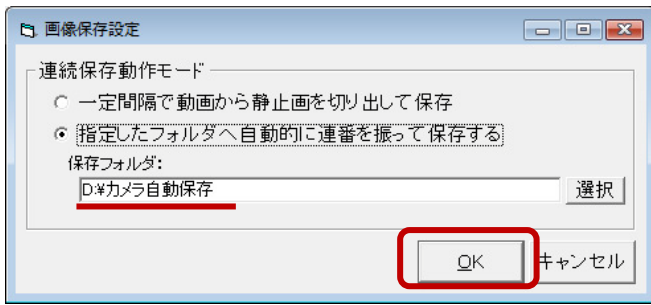 画像保存設定
連続保存動作モード
一定間隔で動画から静止画を切り出して保存
指定したフォルダへ自動的に連番を振って保存する
保存フォルダ:
D:¥カメラ自動保存 選択
OK キャンセル